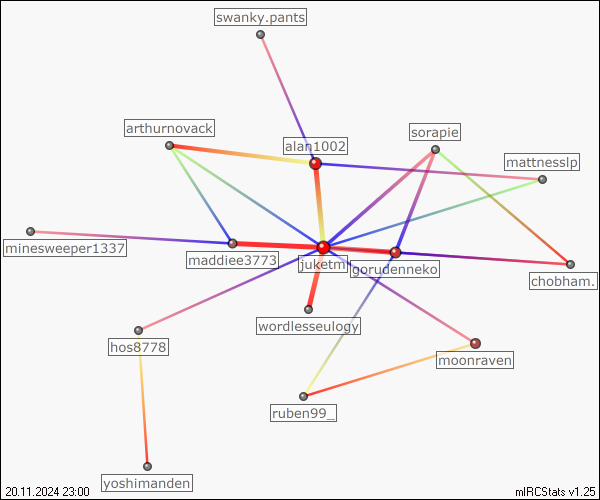 swanky.pants
arthurnovack
alan1002
sorapie
mattnesslp
minesweeper1337
maddiee3773
juketm
gorudenneko
chobham.
wordlesseulogy
hos8778
moonraven
ruben99_
yoshimanden
20.11.2024 23:00
mIRCStats v1.25